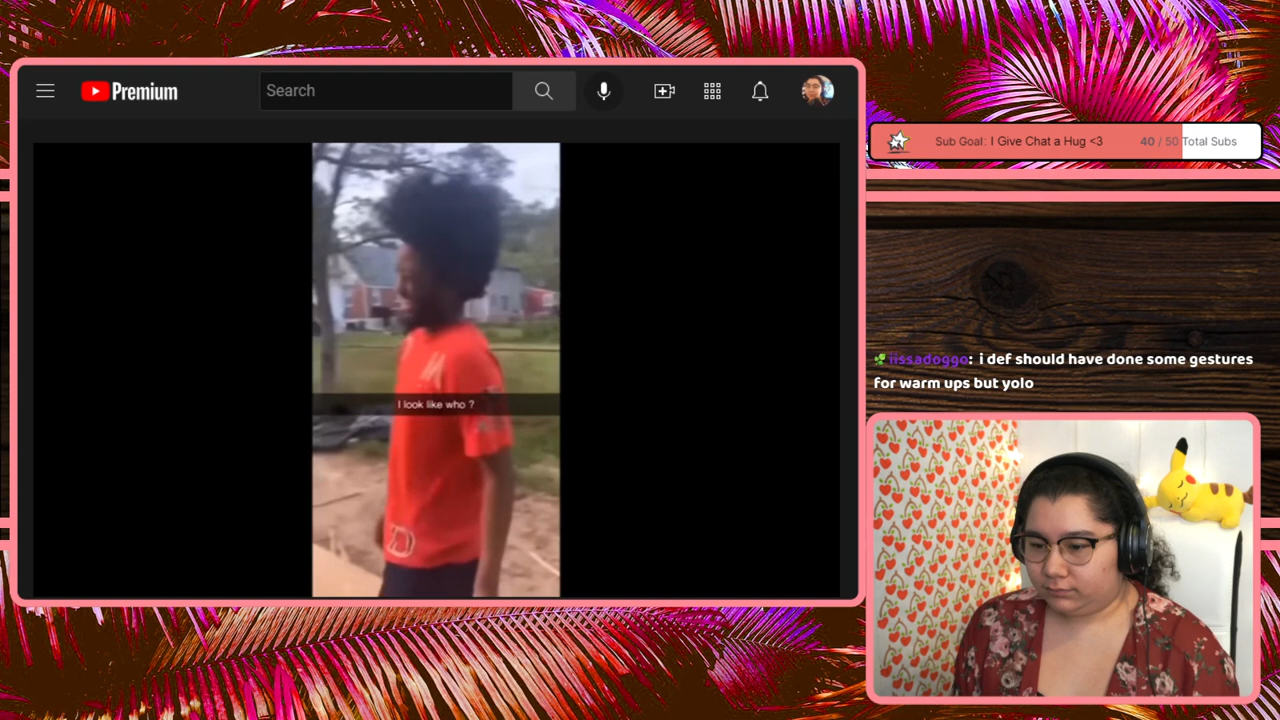 Premium
Search
Sub Goal: I Give Chat a Hug <3 40 / 50 Total Subs
I look like who ?
iissadoggo: i def should have done some gestures
for warm ups but yolo